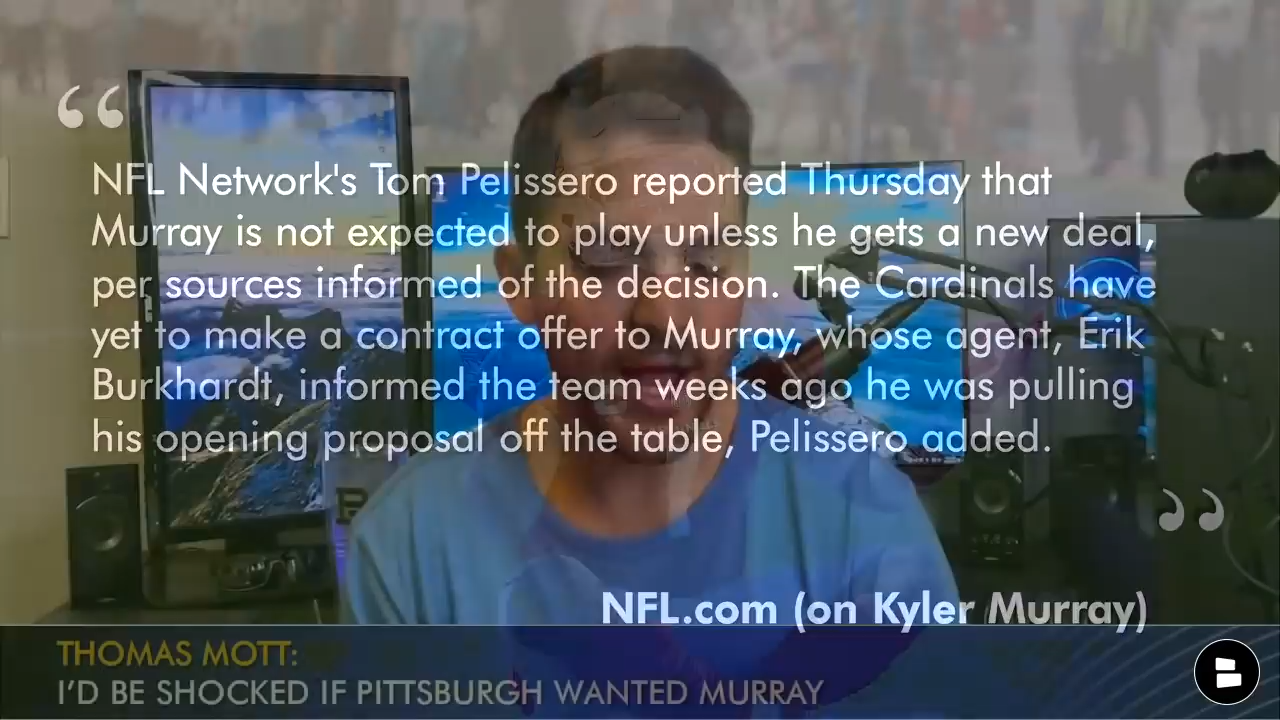 “
NFL Network's Tom Pelissero reported Thursday that
Murray is not expected to play unless he gets a new deal,
per sources informed of the decision. The Cardinals have
yet to make a contract offer to Murray, whose agent, Erik
Burkhardt, informed the team weeks ago he was pulling
his opening proposal off the table, Pelissero added.
”
NFL.com (on Kyler Murray)
THOMAS MOTT:
I’D BE SHOCKED IF PITTSBURGH WANTED MURRAY